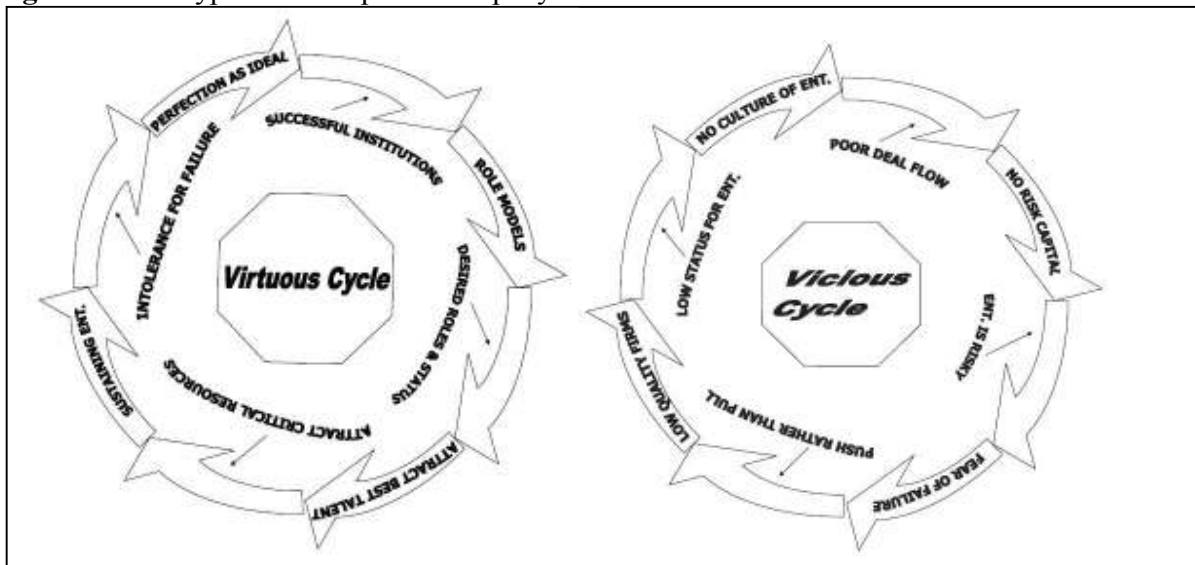 PERFECTION AS IDEAL
SUCCESSFUL INSTITUTIONS
ROLE MODELS
DESIRED ROLES & STATUS
ATTRACT BEST TALENT
ATTRACT CRITICAL RESOURCES
SUSTAINING ENT.
INTOLERANCE FOR FAILURE
Virtuous Cycle
NO CULTURE OF ENT.
POOR DEAL FLOW
NO RISK CAPITAL
ENT. IS RISKY
FEAR OF FAILURE
PUSH RATHER THAN PULL
LOW QUALITY FIRMS
LOW STATUS FOR ENT.
Vicious
Cycle